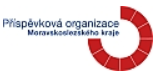 Příspěvková organizace
Moravskoslezského kraje